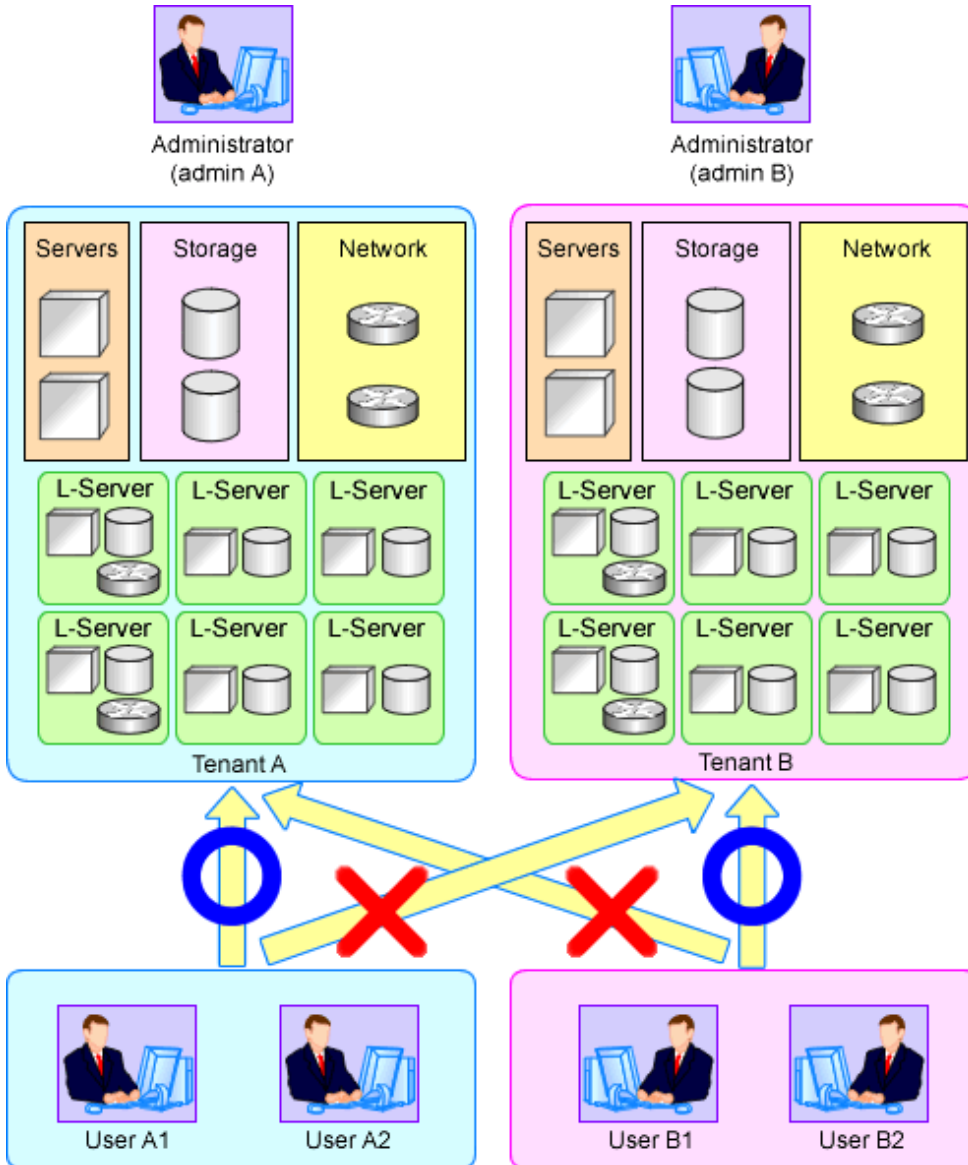 Administrator
(admin A)
Administrator
(admin B)
Servers
Storage
Network
L-Server
L-Server
L-Server
L-Server
L-Server
L-Server
Tenant A
Servers
Storage
Network
L-Server
L-Server
L-Server
L-Server
L-Server
L-Server
Tenant B
User A1
User A2
User B1
User B2